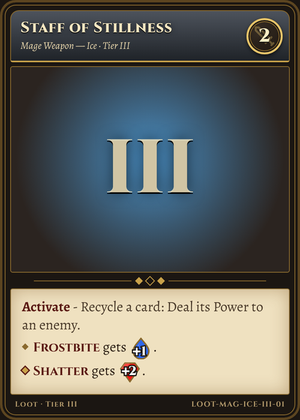 STAFF OF STILLNESS
Mage Weapon — Ice · Tier III
2
III
Activate - Recycle a card: Deal its Power to
an enemy.
FROSTBITE gets +1 .
SHATTER gets +2 .
LOOT · TIER III
LOOT-MAG-ICE-III-01